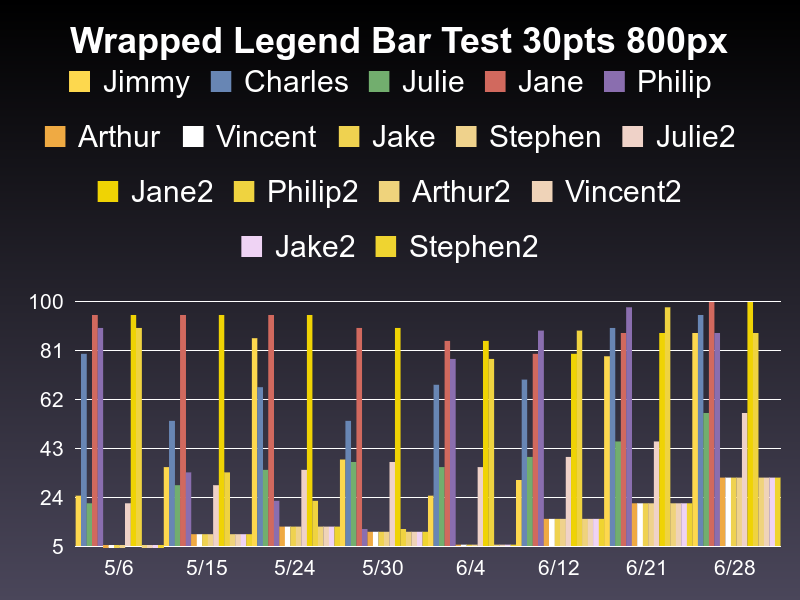 Wrapped Legend Bar Test 30pts 800px
Jimmy Charles Julie Jane Philip
Arthur Vincent Jake Stephen Julie2
Jane2 Philip2 Arthur2 Vincent2
Jake2 Stephen2
100
81
62
43
24
5
5/6 5/15 5/24 5/30 6/4 6/12 6/21 6/28